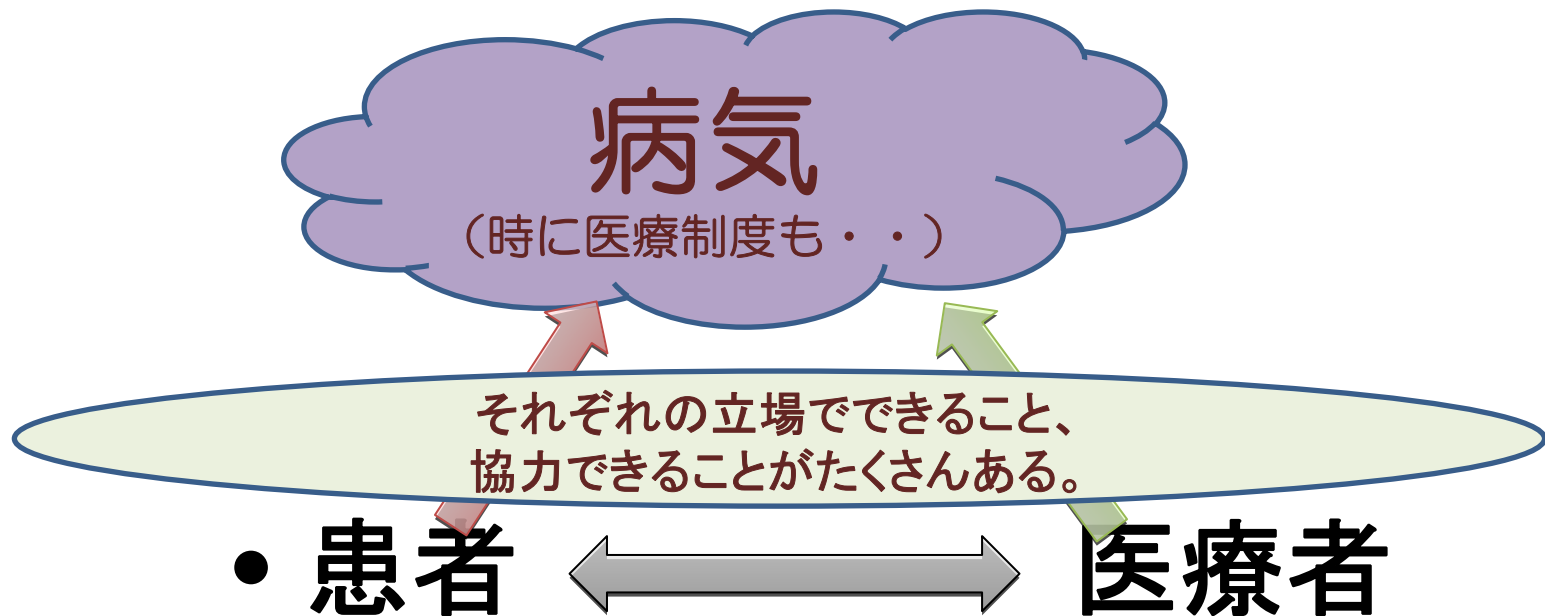 病気
（時に医療制度も・・）
それぞれの立場でできること、
協力できることがたくさんある。
・患者 医療者